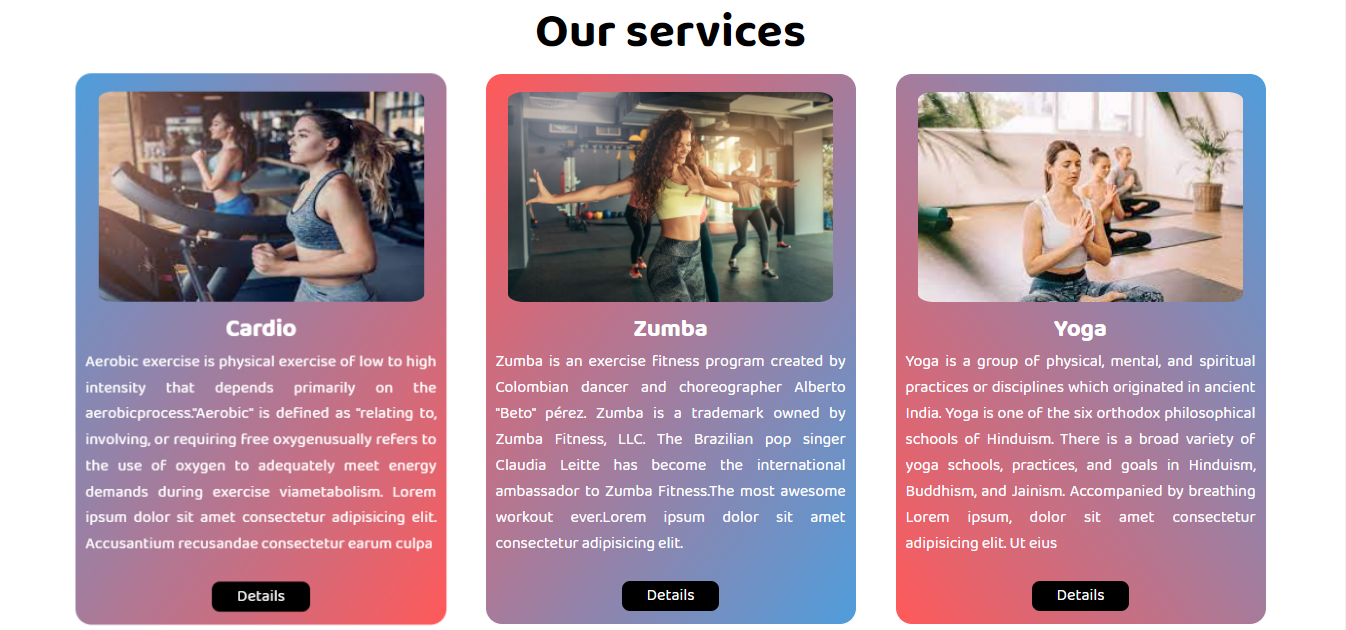 Our services
Cardio
Aerobic exercise is physical exercise of low to high
intensity that depends primarily on the
aerobicprocess."Aerobic" is defined as "relating to,
involving, or requiring free oxygenusually refers to
the use of oxygen to adequately meet energy
demands during exercise viametabolism. Lorem
ipsum dolor sit amet consectetur adipisicing elit.
Accusantium recusandae consectetur earum culpa
Details
Zumba
Zumba is an exercise fitness program created by
Colombian dancer and choreographer Alberto
"Beto" pérez. Zumba is a trademark owned by
Zumba Fitness, LLC. The Brazilian pop singer
Claudia Leitte has become the international
ambassador to Zumba Fitness.The most awesome
workout ever.Lorem ipsum dolor sit amet
consectetur adipisicing elit.
Details
Yoga
Yoga is a group of physical, mental, and spiritual
practices or disciplines which originated in ancient
India. Yoga is one of the six orthodox philosophical
schools of Hinduism. There is a broad variety of
yoga schools, practices, and goals in Hinduism,
Buddhism, and Jainism. Accompanied by breathing
Lorem ipsum, dolor sit amet consectetur
adipisicing elit. Ut eius
Details